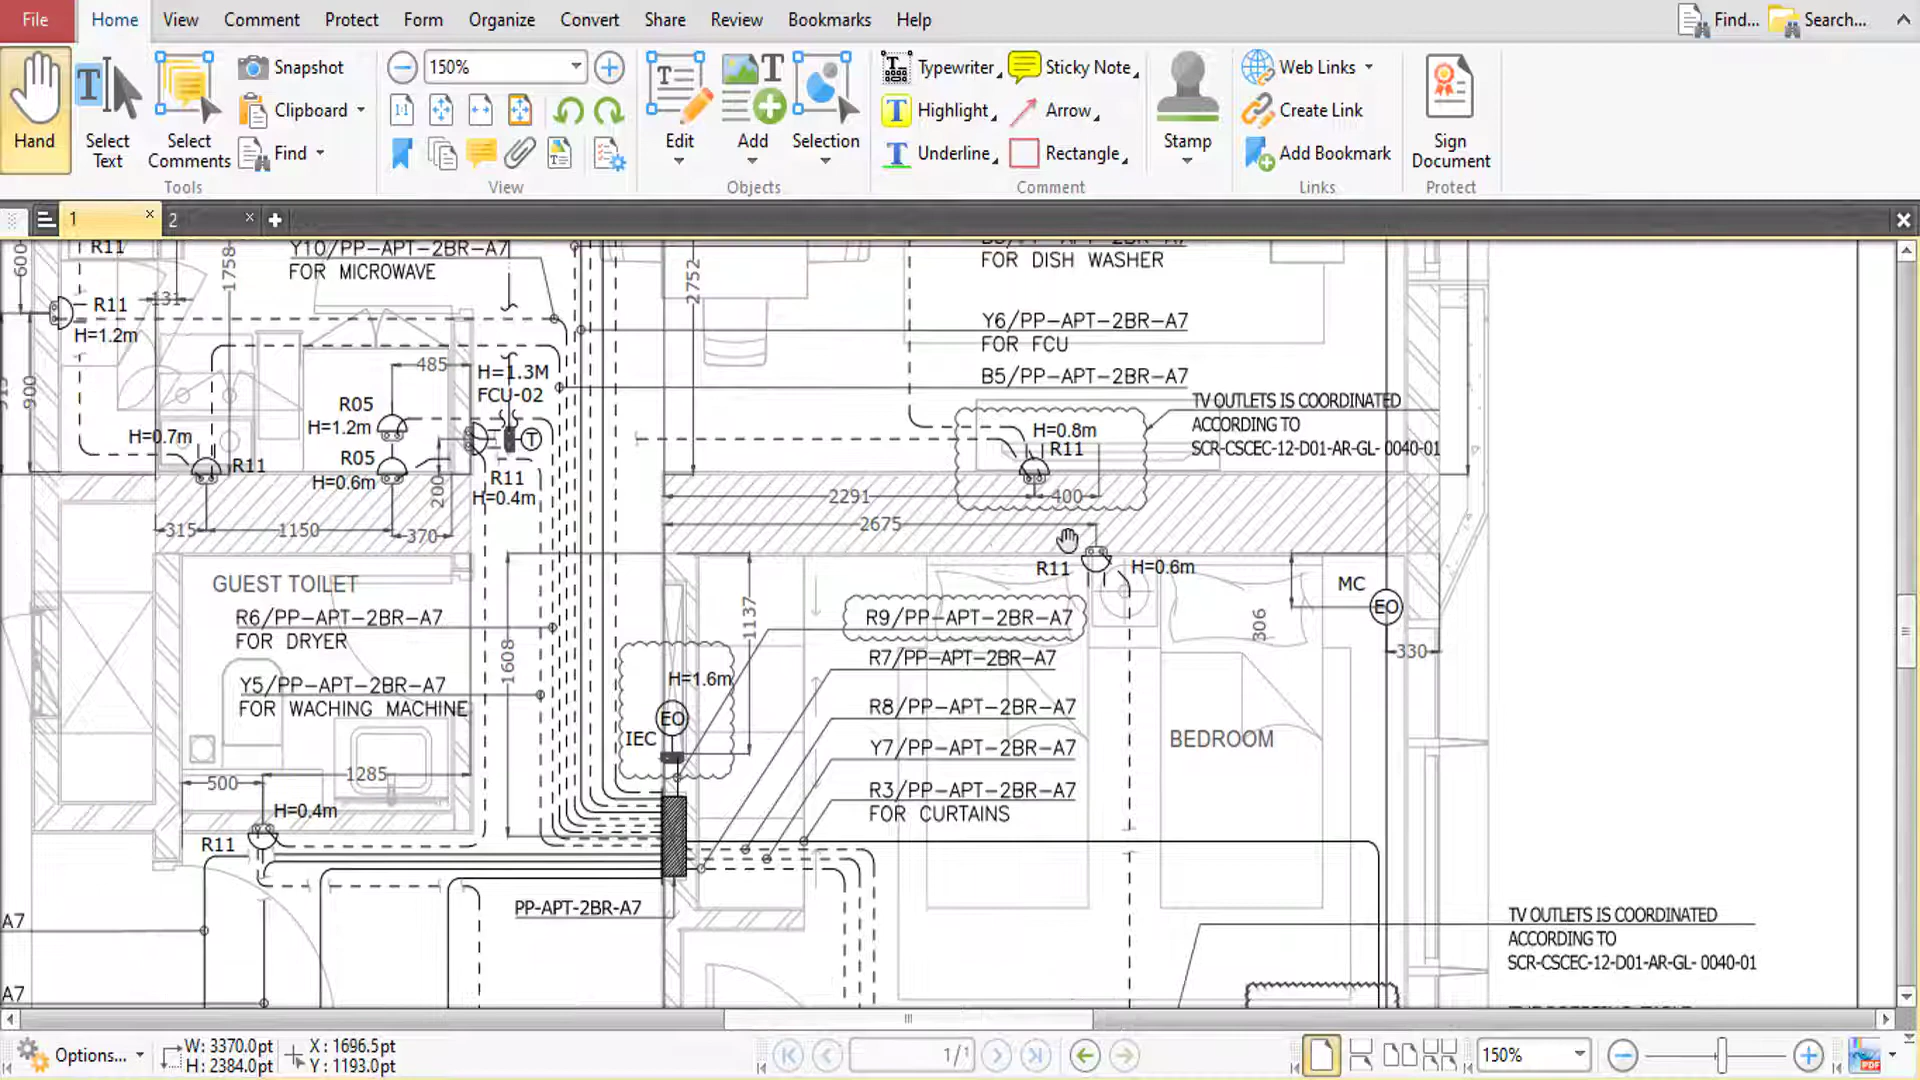 File
Home
View
Comment
Protect
Form
Organize
Convert
Share
Review
Bookmarks
Help
Find...
Search...
Hand
Select
Text
Select
Comments
Snapshot
Clipboard
Find
Tools
150%
View
Edit
Add
Selection
Objects
Typewriter
Highlight
Underline
Sticky Note
Arrow
Rectangle
Comment
Stamp
Web Links
Create Link
Add Bookmark
Links
Sign
Document
Protect
1
2
600
R11
1758
Y10/PP-APT-2BR-A7
FOR MICROWAVE
2752
FOR DISH WASHER
131
R11
H=1.2m
Y6/PP-APT-2BR-A7
FOR FCU
B5/PP-APT-2BR-A7
900
485
H=1.3M
FCU-02
R05
H=1.2m
T
H=0.7m
R11
R05
H=0.6m
R11
H=0.4m
200
TV OUTLETS IS COORDINATED
ACCORDING TO
SCR-CSCEC-12-D01-AR-GL- 0040-01
H=0.8m
R11
2291
400
2675
315
1150
370
R11
H=0.6m
MC
EO
306
330
GUEST TOILET
R6/PP-APT-2BR-A7
FOR DRYER
1608
1137
R9/PP-APT-2BR-A7
R7/PP-APT-2BR-A7
Y5/PP-APT-2BR-A7
FOR WACHING MACHINE
H=1.6m
EO
IEC
R8/PP-APT-2BR-A7
Y7/PP-APT-2BR-A7
R3/PP-APT-2BR-A7
FOR CURTAINS
BEDROOM
500
1285
H=0.4m
R11
PP-APT-2BR-A7
A7
A7
TV OUTLETS IS COORDINATED
ACCORDING TO
SCR-CSCEC-12-D01-AR-GL- 0040-01
Options...
W: 3370.0pt
H: 2384.0pt
X : 1696.5pt
Y : 1193.0pt
1/1
150%